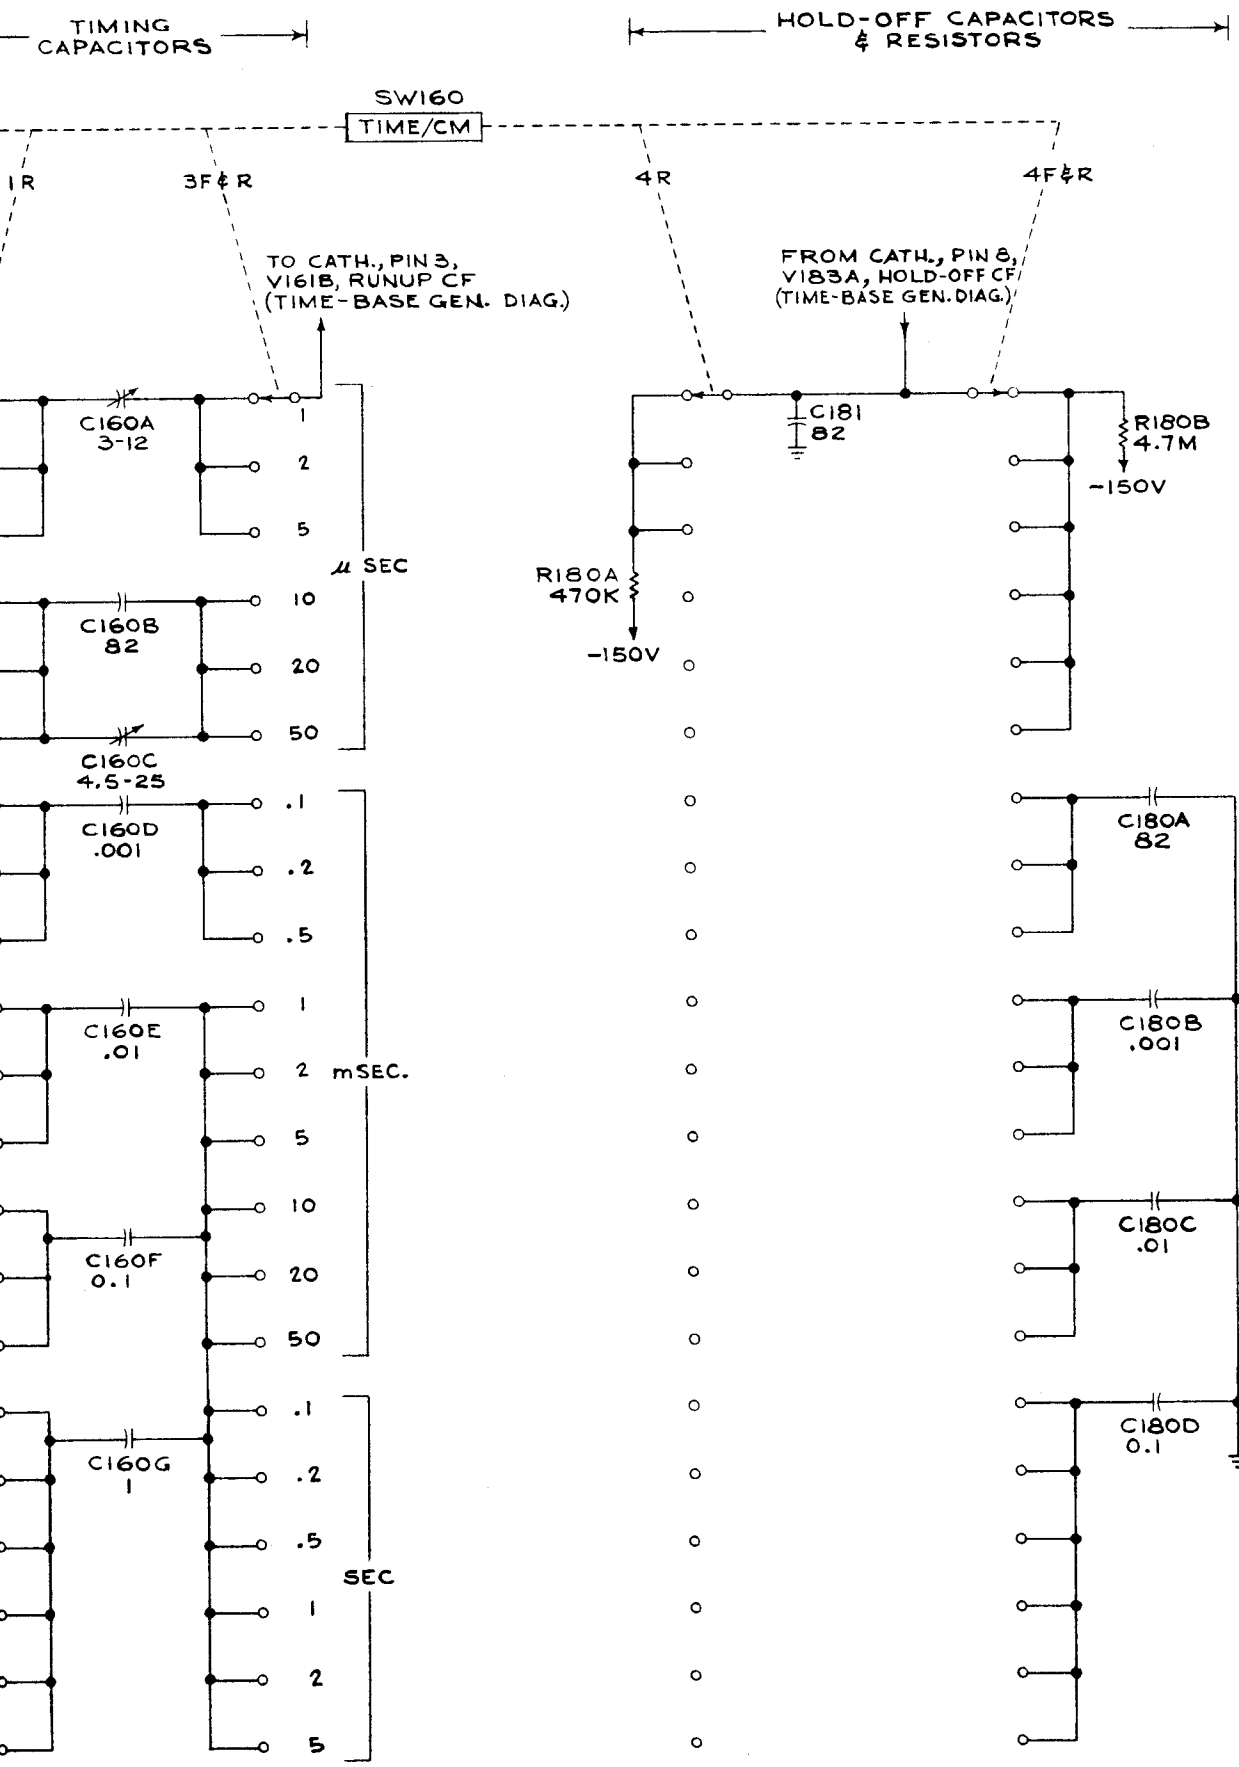 TIMING
CAPACITORS
HOLD-OFF CAPACITORS
& RESISTORS
SW160
TIME/CM
1R
3F&R
4R
4F&R
TO CATH., PIN 3,
V161B, RUNUP CF
(TIME-BASE GEN. DIAG.)
FROM CATH., PIN 8,
V183A, HOLD-OFF CF
(TIME-BASE GEN. DIAG.)
C160A
3-12
1
2
5
µ SEC
C160B
82
10
20
50
C160C
4.5-25
C160D
.001
.1
.2
.5
C160E
.01
1
2
mSEC.
5
10
C160F
0.1
20
50
.1
C160G
1
.2
.5
SEC
1
2
5
C181
82
R180A
470K
-150V
R180B
4.7M
-150V
C180A
82
C180B
.001
C180C
.01
C180D
0.1